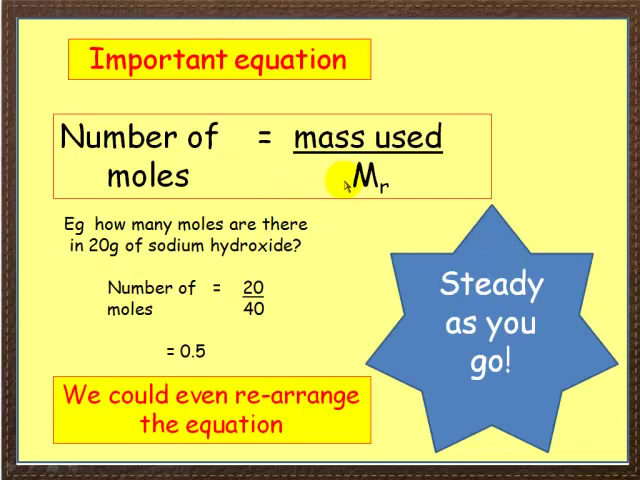 Important equation
Number of = mass used
moles Mr
Eg how many moles are there
in 20g of sodium hydroxide?
Number of = 20
moles 40
= 0.5
Steady
as you
go!
We could even re-arrange
the equation